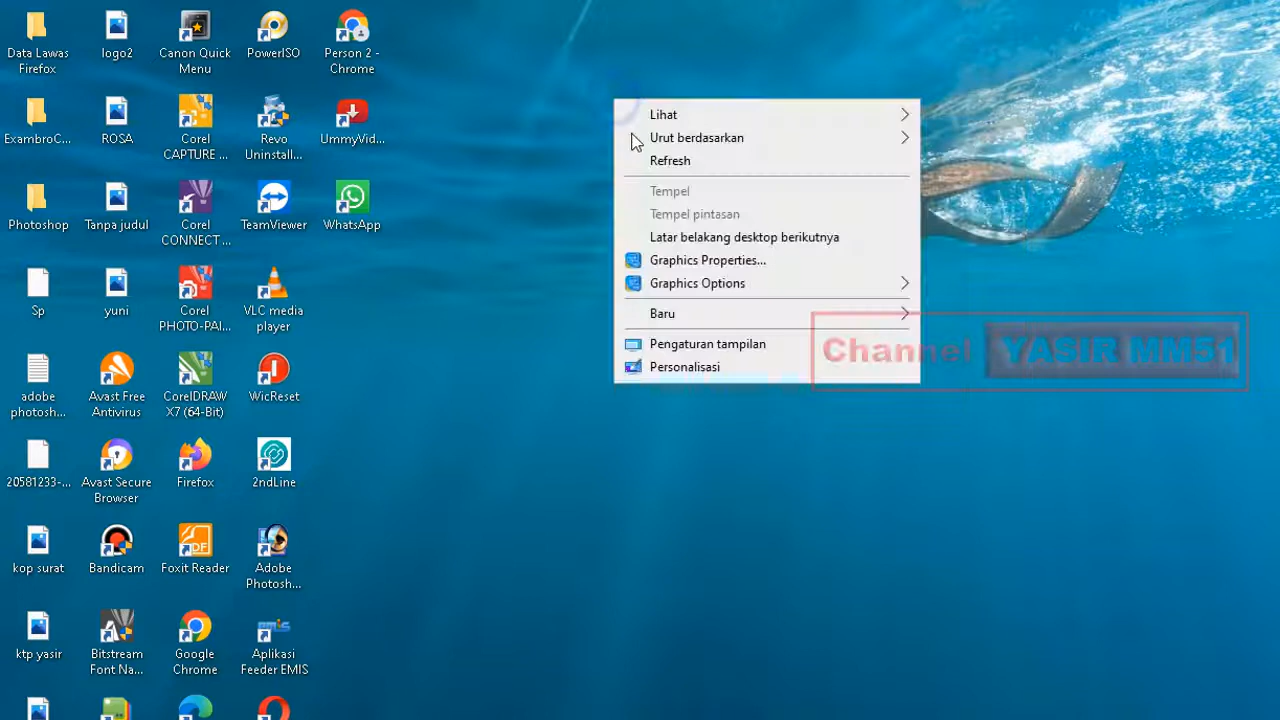 Data Lawas
Firefox
logo2
Canon Quick
Menu
PowerISO
Person 2 -
Chrome
ExambroC...
ROSA
Corel
CAPTURE ...
Revo
Uninstall...
UmmyVid...
Photoshop
Tanpa judul
Corel
CONNECT ...
TeamViewer
WhatsApp
Sp
yuni
Corel
PHOTO-PAI...
VLC media
player
adobe
photosh...
Avast Free
Antivirus
CorelDRAW
X7 (64-Bit)
WicReset
20581233-...
Avast Secure
Browser
Firefox
2ndLine
kop surat
Bandicam
Foxit Reader
Adobe
Photosh...
ktp yasir
Bitstream
Font Na...
Google
Chrome
Aplikasi
Feeder EMIS
Lihat
Urut berdasarkan
Refresh
Tempel
Tempel pintasan
Latar belakang desktop berikutnya
Graphics Properties...
Graphics Options
Baru
Pengaturan tampilan
Personalisasi
Channel YASIR MM51